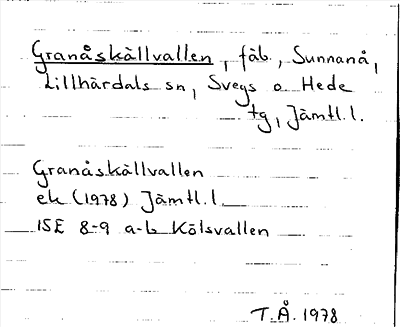 Granåskällvallen, fäb., Sunnanå,
Lillhärdals sn, Svegs o Hede
tg, Jämtl.l.
Granåskällvallen
ek (1978) Jämtl.l
15E 8-9 a-b Kölsvallen
T.Å. 1978